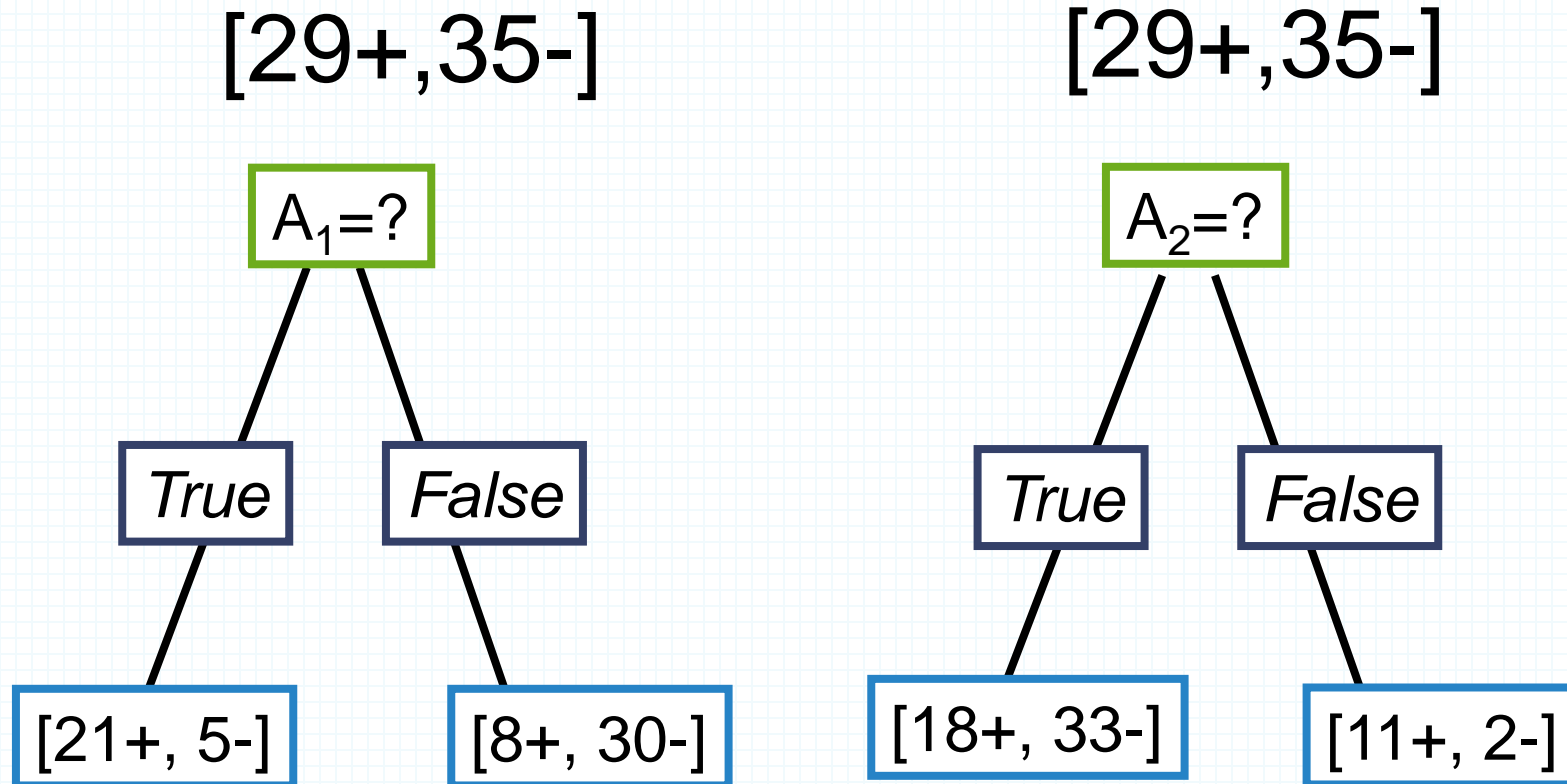 [29+,35-]
[29+,35-]
A₁=?
A₂=?
True
False
True
False
[21+, 5-]
[8+, 30-]
[18+, 33-]
[11+, 2-]